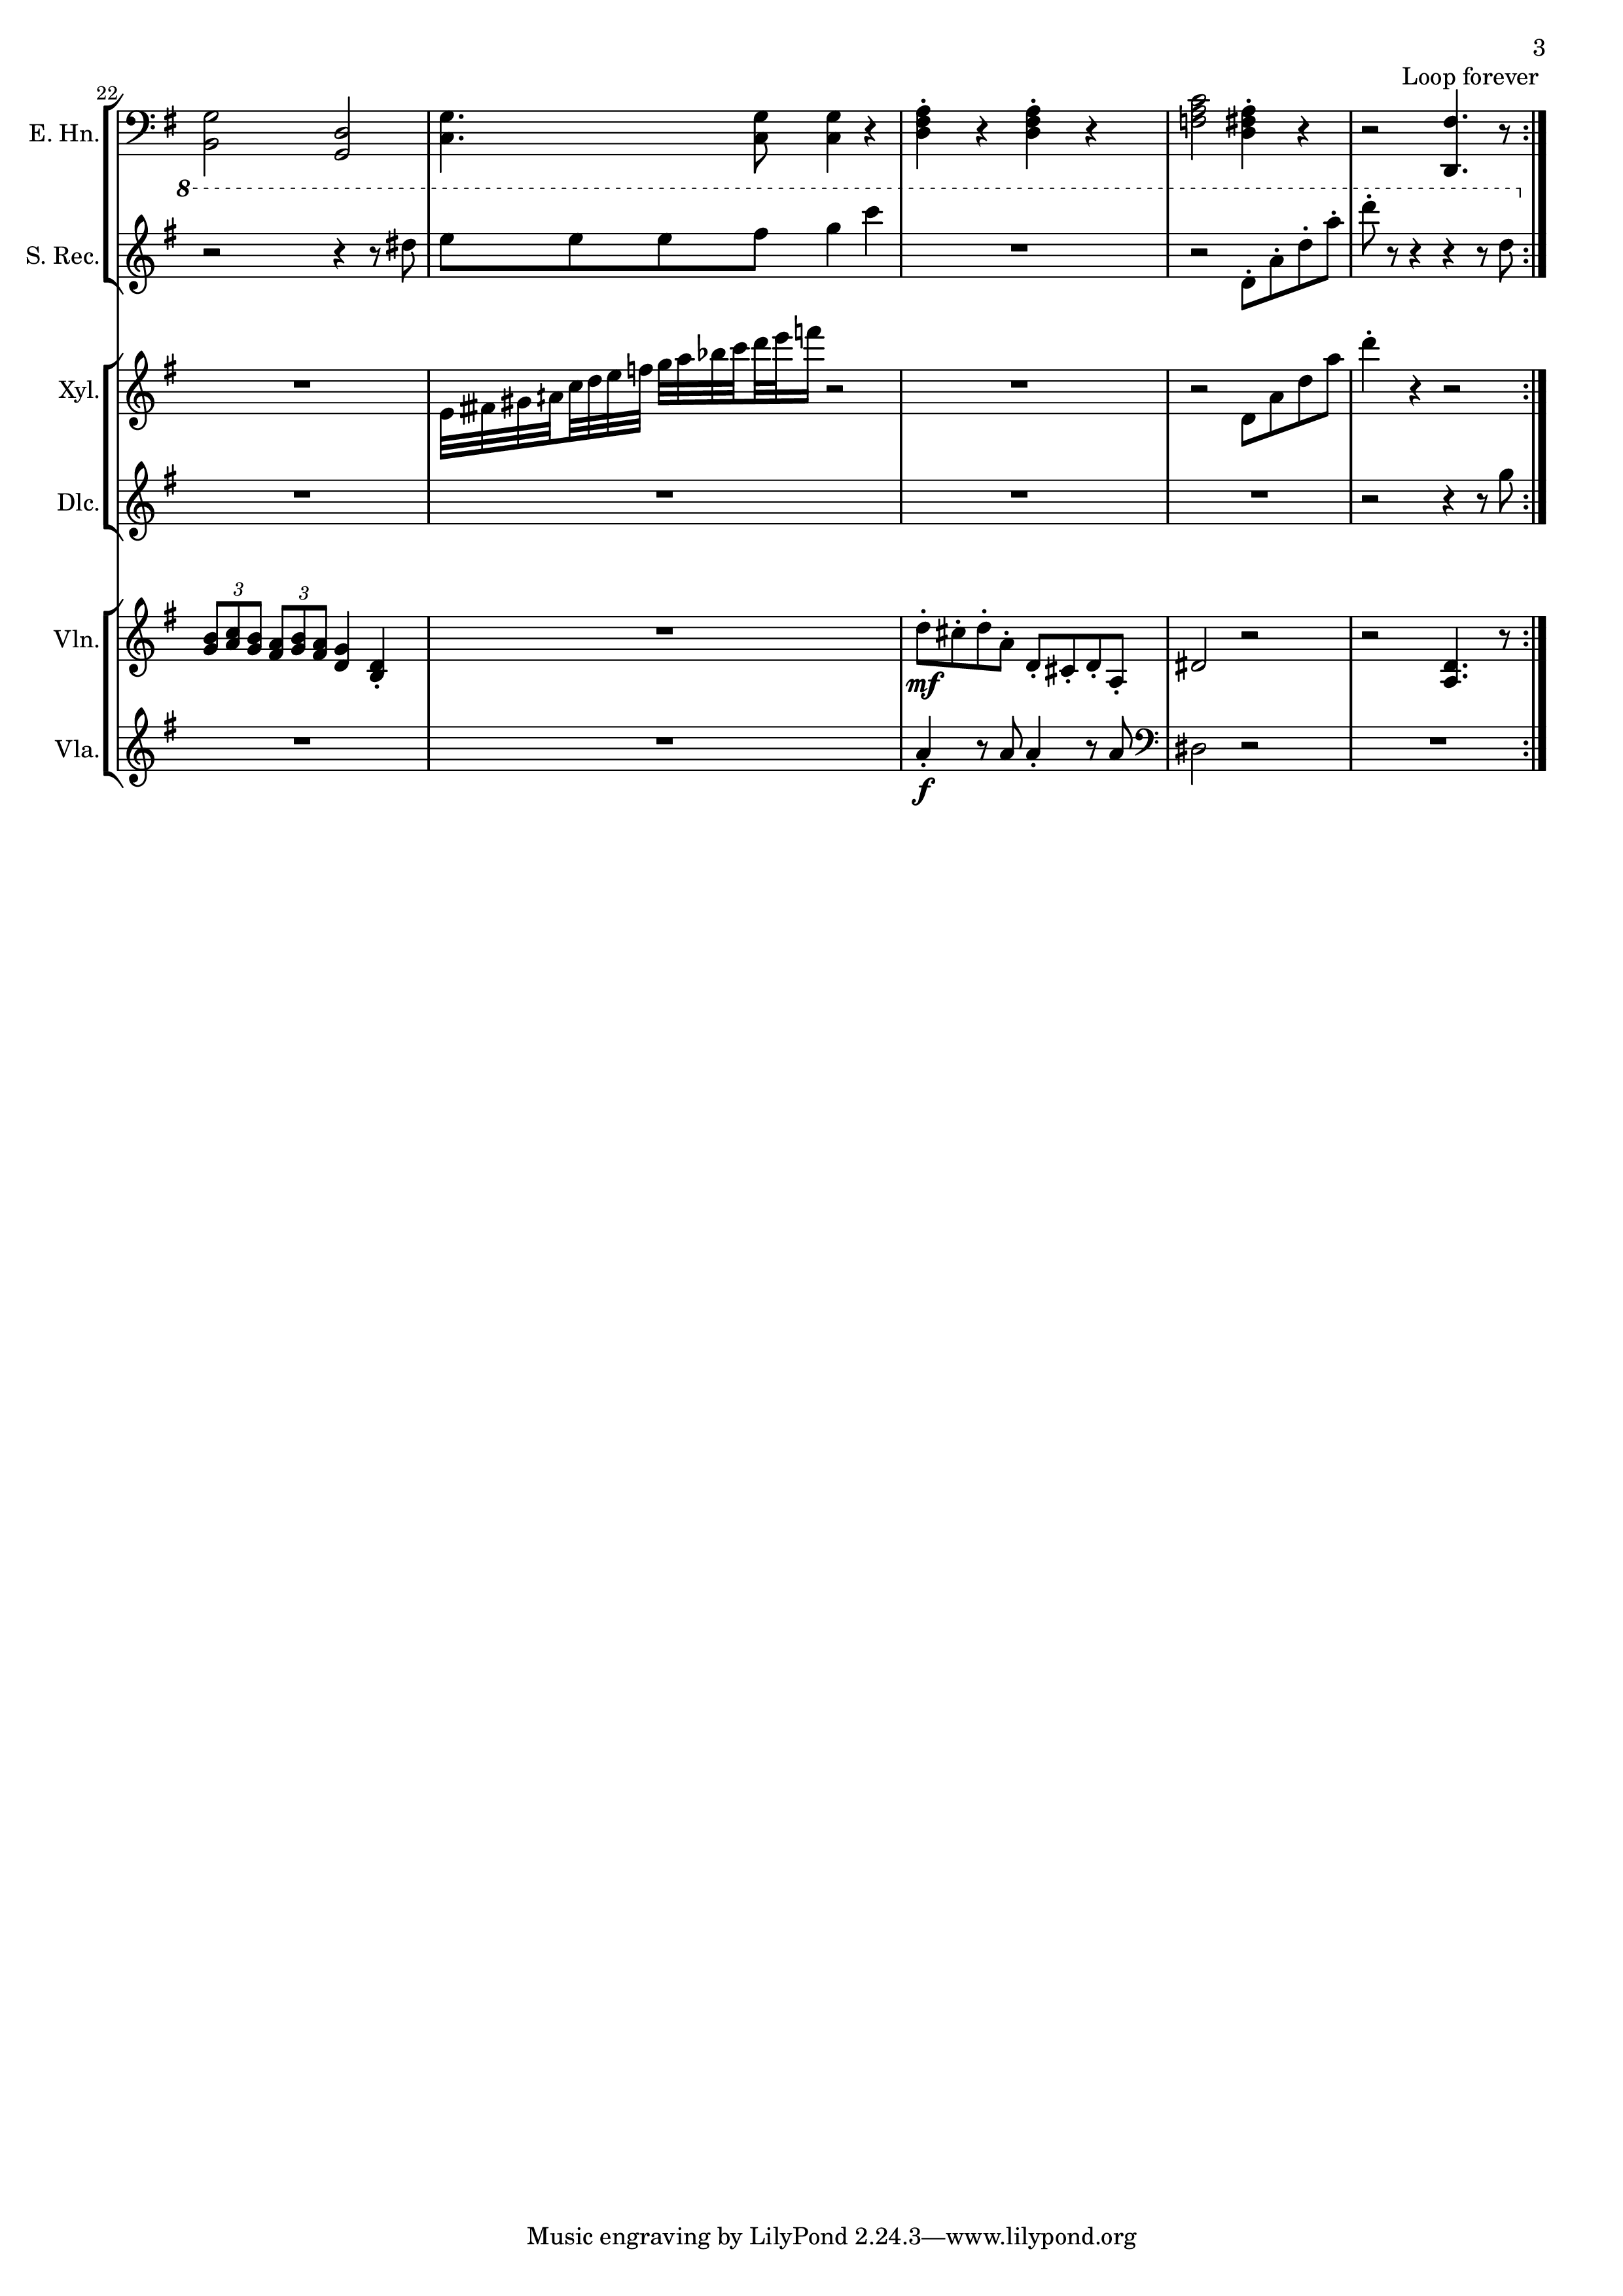 3
Loop forever
22
E. Hn.
8
S. Rec.
Xyl.
Dlc.
3 3
Vln.
mf
Vla.
f
Music engraving by LilyPond 2.24.3—www.lilypond.org